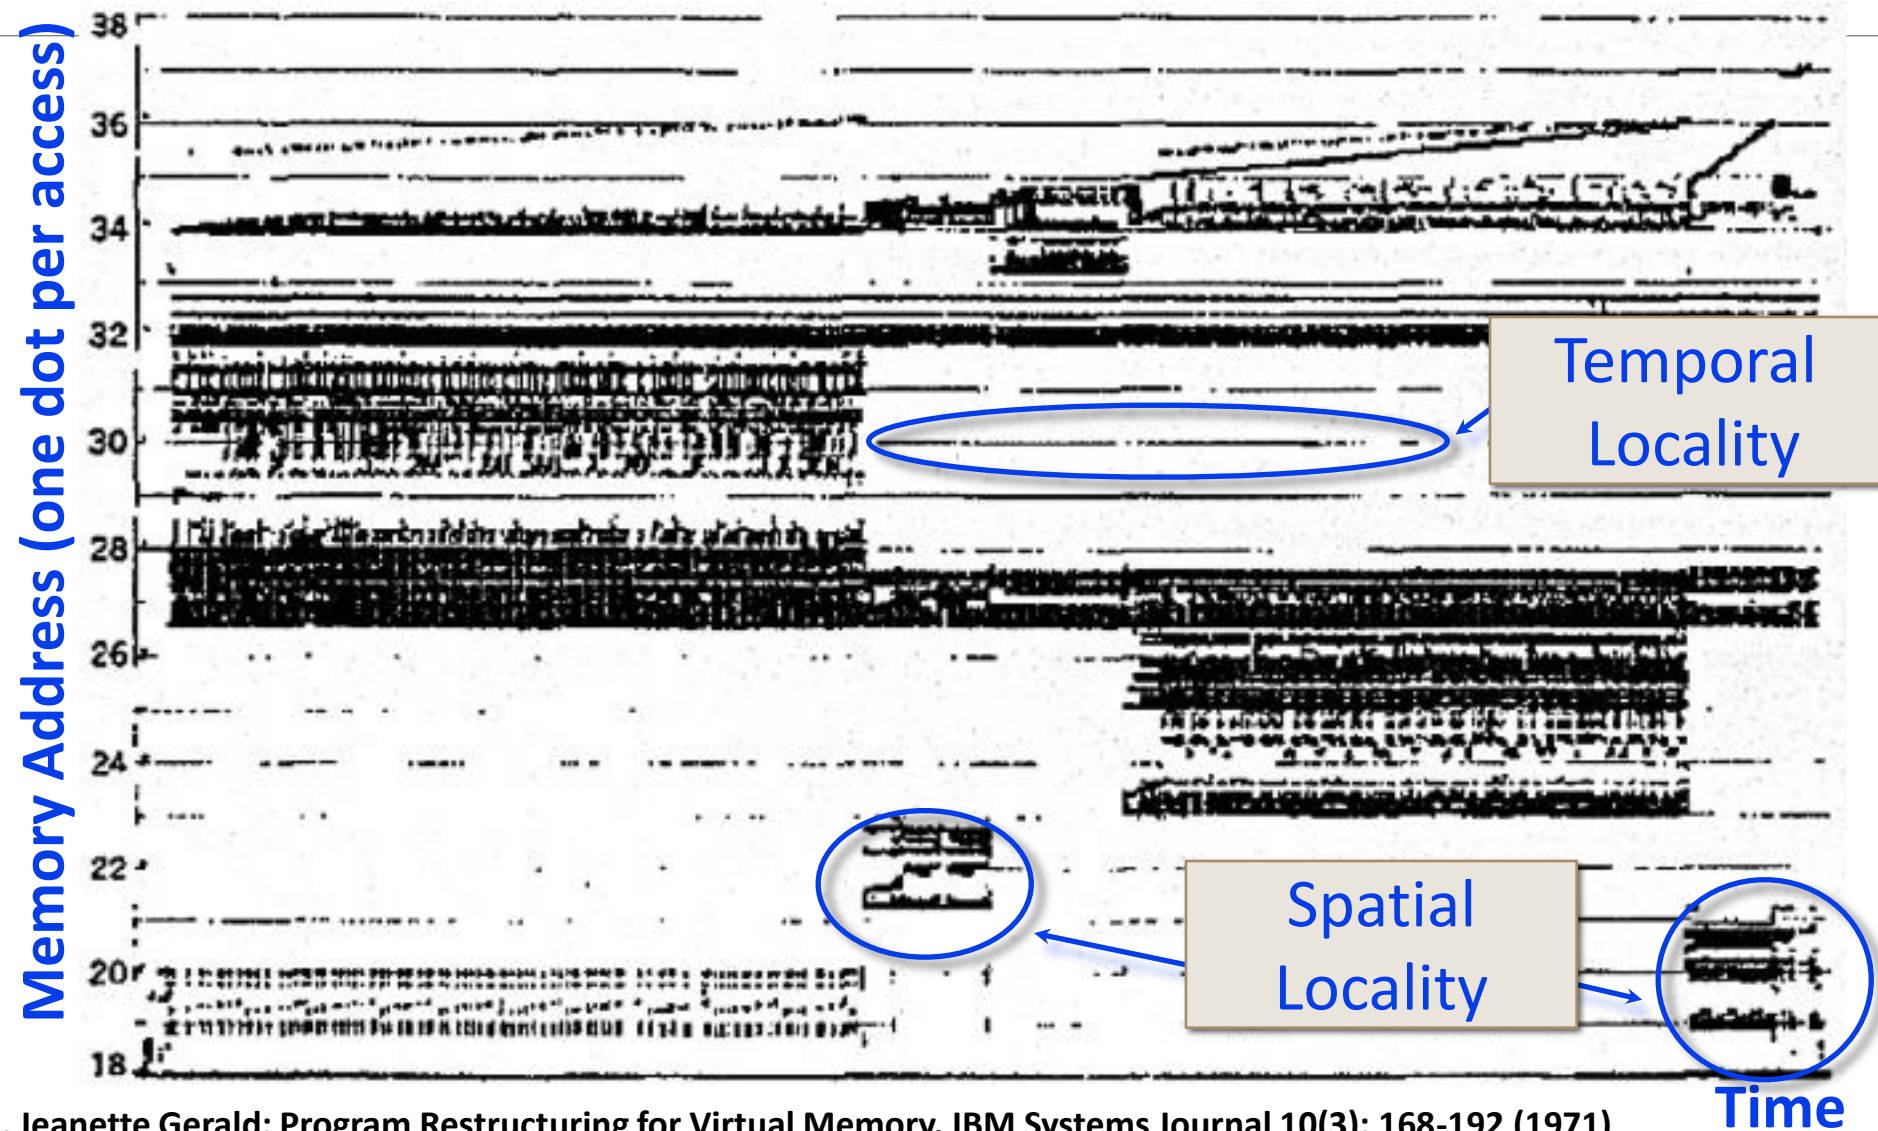 Memory Address (one dot per access)
38
36
34
32
30
28
26
24
22
20
18
Temporal
Locality
Spatial
Locality
Time
Jeanette Gerald: Program Restructuring for Virtual Memory. IBM Systems Journal 10(3): 168-192 (1971)